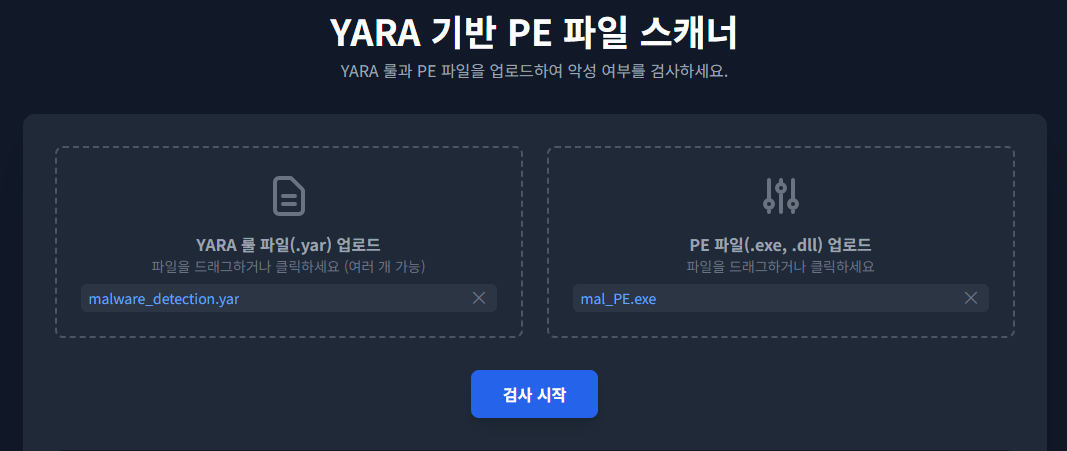 YARA 기반 PE 파일 스캐너
YARA 룰과 PE 파일을 업로드하여 악성 여부를 검사하세요.
YARA 룰 파일(.yar) 업로드
파일을 드래그하거나 클릭하세요 (여러 개 가능)
malware_detection.yar
PE 파일(.exe, .dll) 업로드
파일을 드래그하거나 클릭하세요
mal_PE.exe
검사 시작